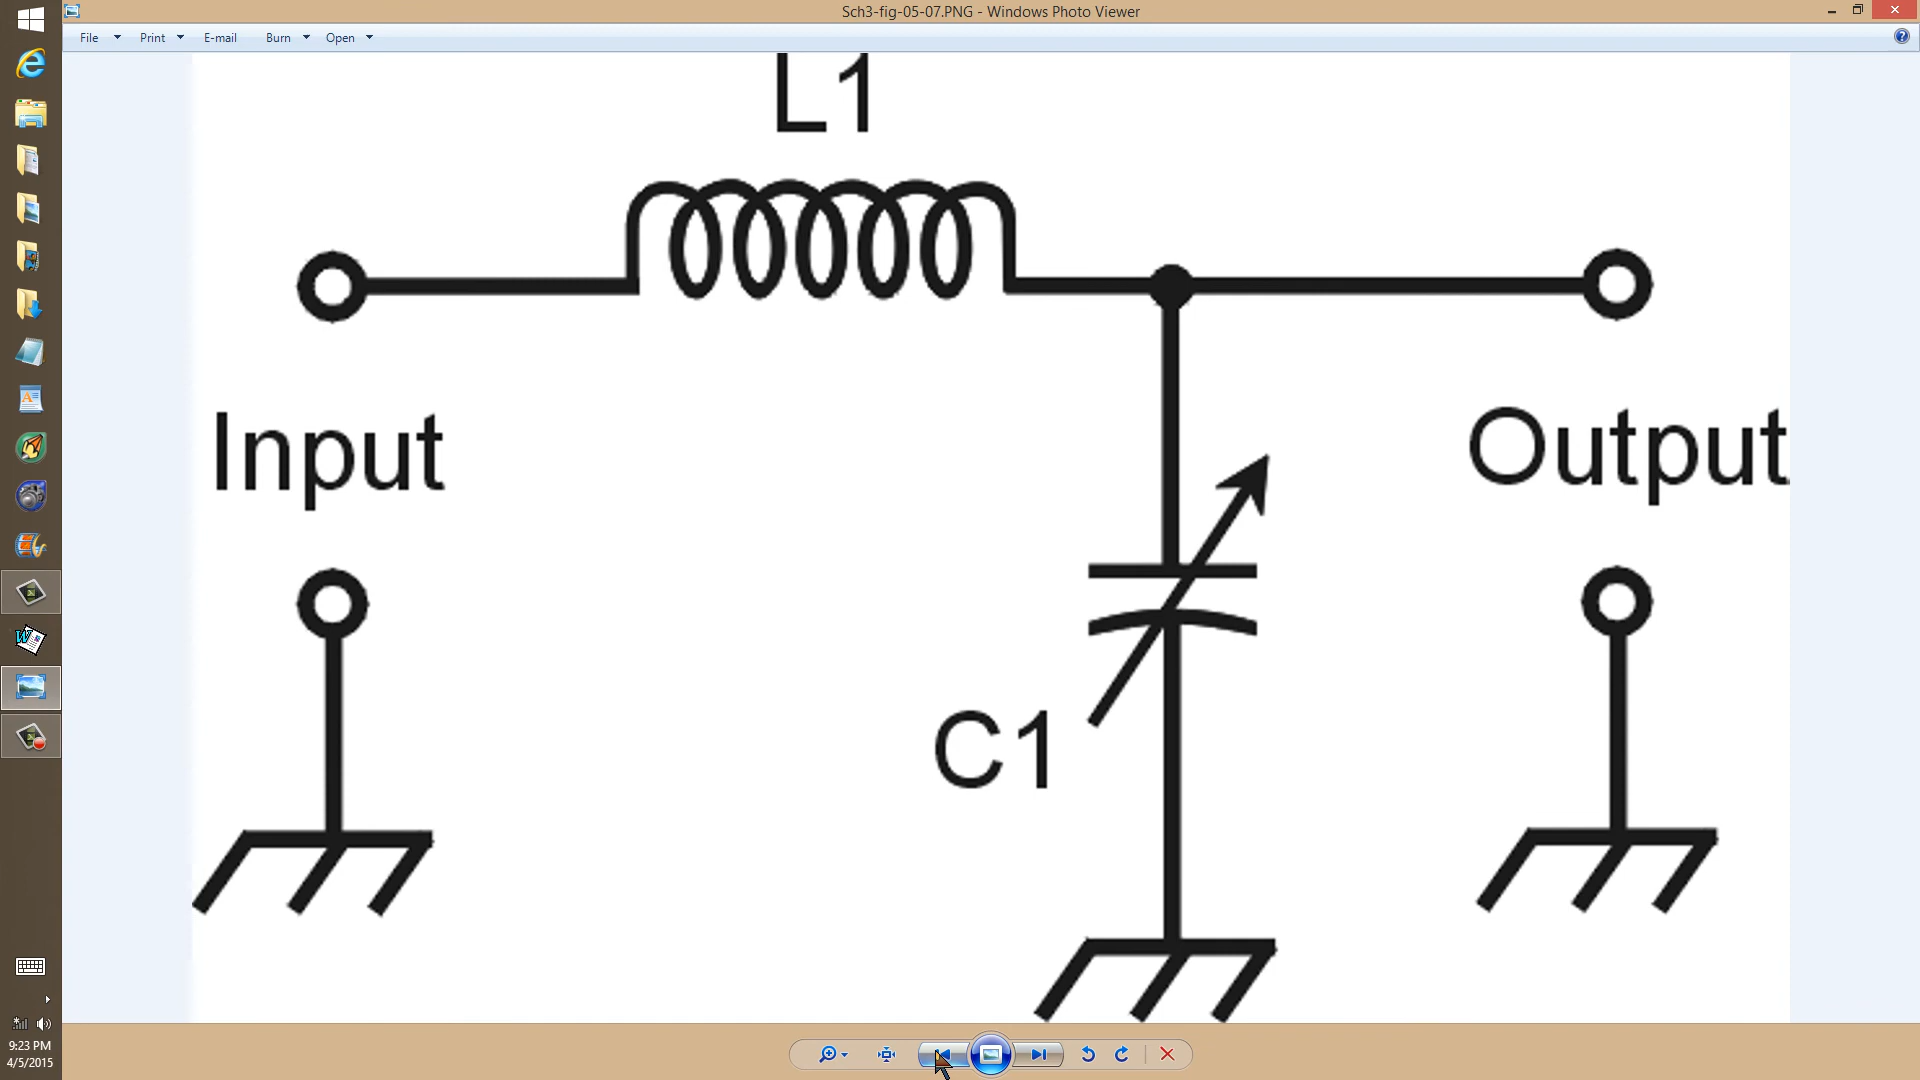 Sch3-fig-05-07.PNG - Windows Photo Viewer
File Print E-mail Burn Open
L1
Input
Output
C1
9:23 PM
4/5/2015